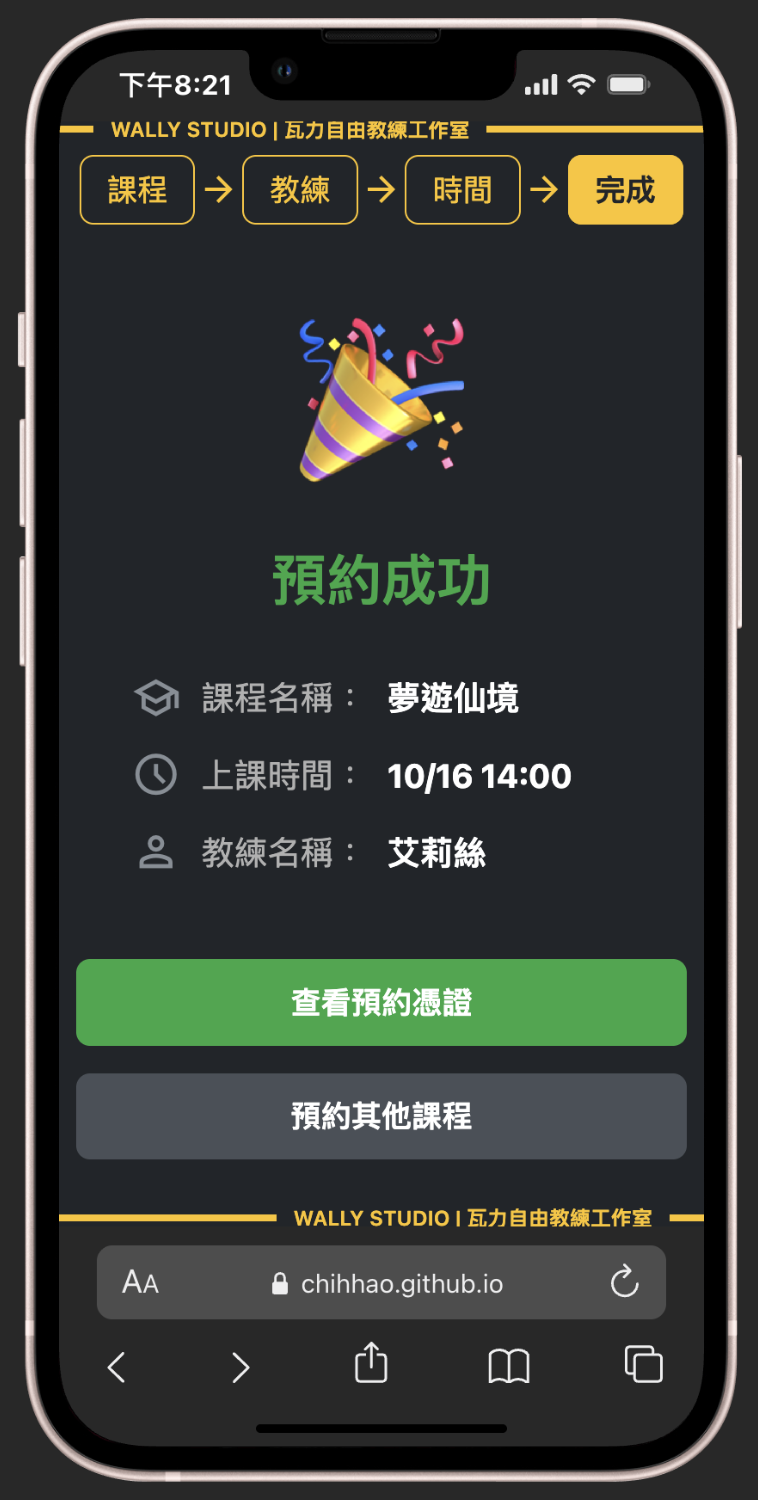 下午8:21
WALLY STUDIO | 瓦力自由教練工作室
課程 → 教練 → 時間 → 完成
預約成功
課程名稱： 夢遊仙境
上課時間： 10/16 14:00
教練名稱： 艾莉絲
查看預約憑證
預約其他課程
WALLY STUDIO | 瓦力自由教練工作室
AA chihhao.github.io